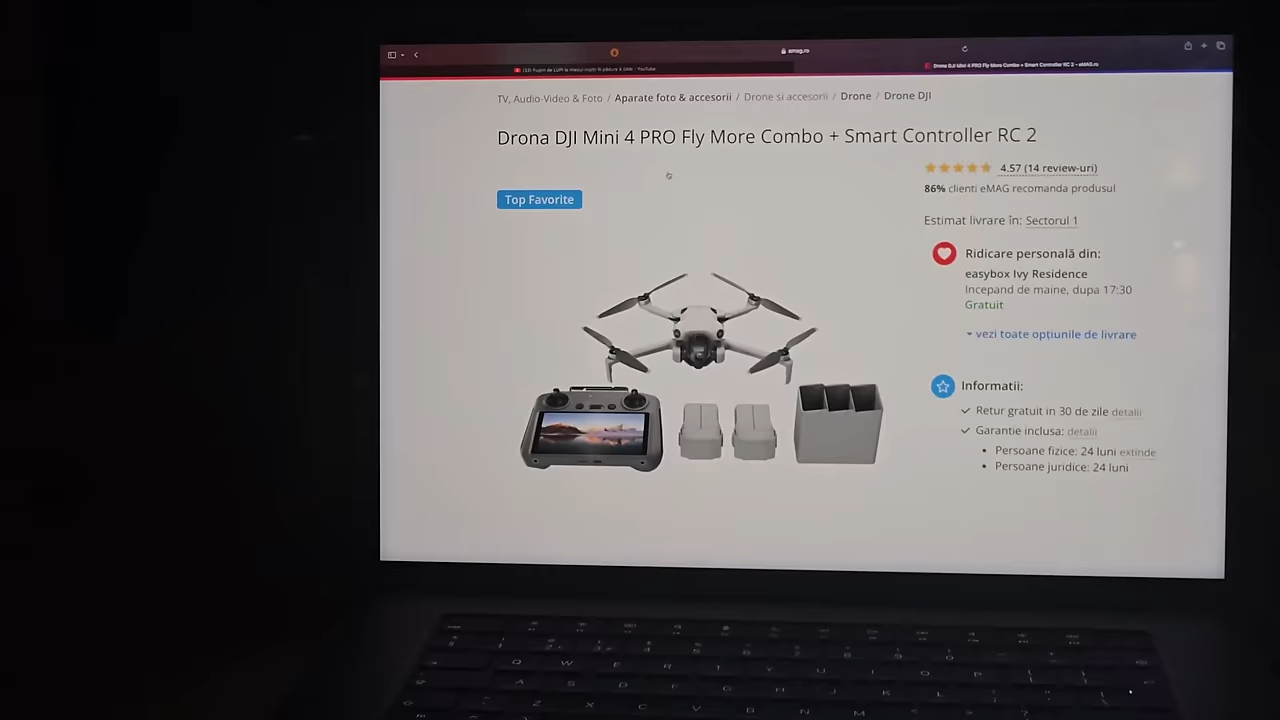 emag.ro
Drona DJI Mini 4 PRO Fly More Combo + Smart Controller RC 2 - eMAG.ro
TV, Audio-Video & Foto / Aparate foto & accesorii / Drone si accesorii / Drone / Drone DJI
Drona DJI Mini 4 PRO Fly More Combo + Smart Controller RC 2
4.57 (14 review-uri)
86% clienti eMAG recomanda produsul
Top Favorite
Estimat livrare în: Sectorul 1
Ridicare personală din:
easybox Ivy Residence
Incepand de maine, dupa 17:30
Gratuit
vezi toate opțiunile de livrare
Informatii:
Retur gratuit in 30 de zile detalii
Garantie inclusa: detalii
Persoane fizice: 24 luni extinde
Persoane juridice: 24 luni
Q W E R T Y U I O P
A S D F G H J K L
Z X C V B N M